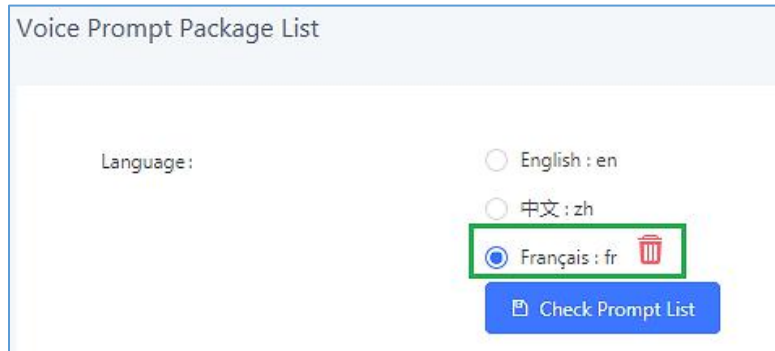 Voice Prompt Package List
Language :
English : en
中文 : zh
Français : fr
Check Prompt List